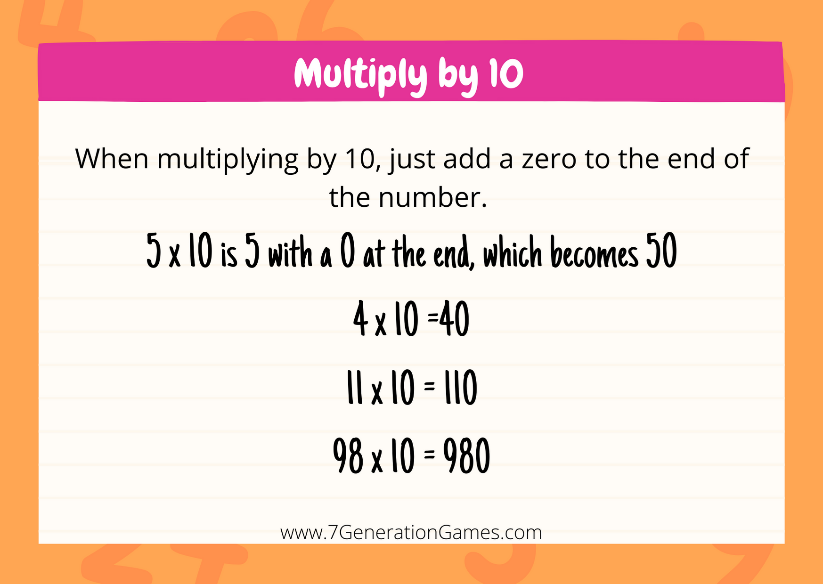 Multiply by 10
When multiplying by 10, just add a zero to the end of
the number.
5 x 10 is 5 with a 0 at the end, which becomes 50
4 x 10 =40
11 x 10 = 110
98 x 10 = 980
www.7GenerationGames.com